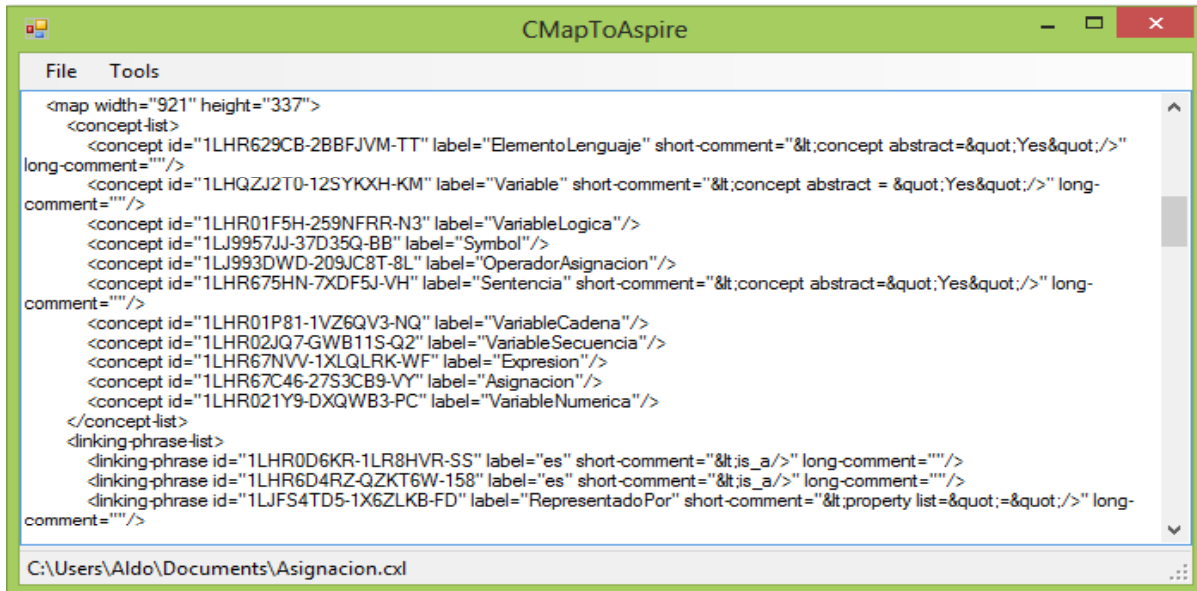 CMapToAspire
File Tools
<map width="921" height="337">
<concept-list>
<concept id="1LHR629CB-2BBFJVM-TT" label="ElementoLenguaje" short-comment="&lt;concept abstract=&quot;Yes&quot;/>"
long-comment=""/>
<concept id="1LHQZJ2T0-12SYKXH-KM" label="Variable" short-comment="&lt;concept abstract = &quot;Yes&quot;/>" long-
comment=""/>
<concept id="1LHR01F5H-259NFRR-N3" label="VariableLogica"/>
<concept id="1LJ9957JJ-37D35Q-BB" label="Symbol"/>
<concept id="1LJ993DWD-209JC8T-8L" label="OperadorAsignacion"/>
<concept id="1LHR675HN-7XDF5J-VH" label="Sentencia" short-comment="&lt;concept abstract=&quot;Yes&quot;/>" long-
comment=""/>
<concept id="1LHR01P81-1VZ6QV3-NQ" label="VariableCadena"/>
<concept id="1LHR02JQ7-GWB11S-Q2" label="VariableSecuencia"/>
<concept id="1LHR67NVV-1XLQLRK-WF" label="Expresion"/>
<concept id="1LHR67C46-27S3CB9-VY" label="Asignacion"/>
<concept id="1LHR021Y9-DXQWB3-PC" label="VariableNumerica"/>
</concept-list>
<linking-phrase-list>
<linking-phrase id="1LHR0D6KR-1LR8HVR-SS" label="es" short-comment="&lt;is_a/>" long-comment=""/>
<linking-phrase id="1LHR6D4RZ-QZKT6W-158" label="es" short-comment="&lt;is_a/>" long-comment=""/>
<linking-phrase id="1LJFS4TD5-1X6ZLKB-FD" label="RepresentadoPor" short-comment="&lt;property list=&quot;=&quot;/>" long-
comment=""/>
C:\Users\Aldo\Documents\Asignacion.cxl